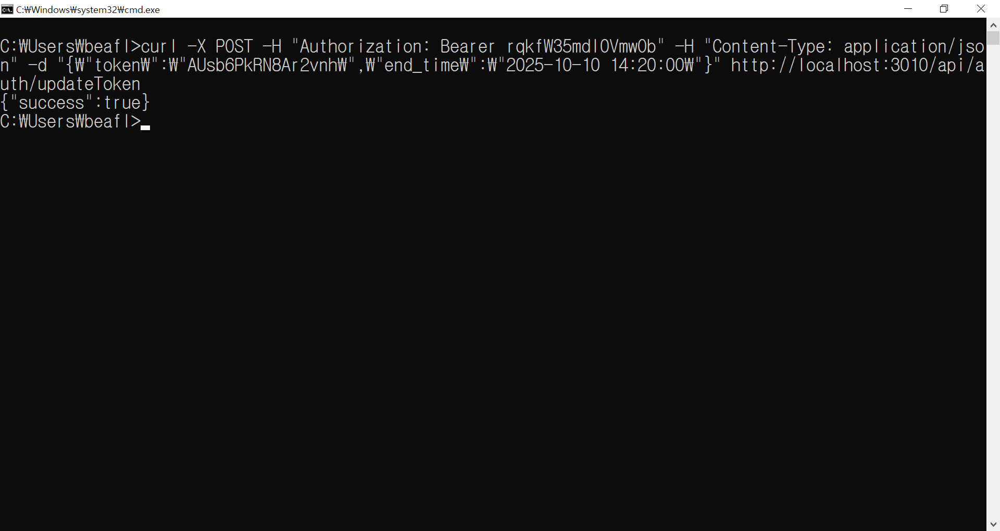 C:₩Windows₩system32₩cmd.exe
C:₩Users₩beafl>curl -X POST -H "Authorization: Bearer rqkfW35mdl0Vmw0b" -H "Content-Type: application/jso
n" -d "{₩"token₩":₩"AUsb6PkRN8Ar2vnh₩",₩"end_time₩":₩"2025-10-10 14:20:00₩"}" http://localhost:3010/api/a
uth/updateToken
{"success":true}
C:₩Users₩beafl>